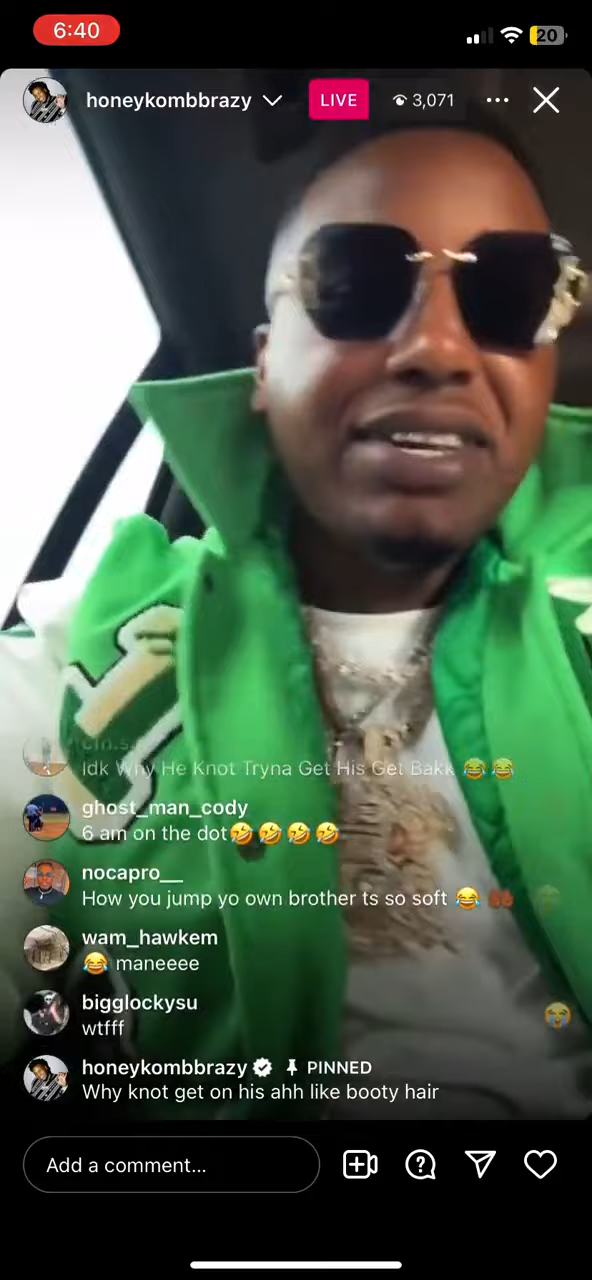 6:40
20
honeykombbrazy
LIVE
3,071
Idk Why He Knot Tryna Get His Get Bakk 😂😂
ghost_man_cody
6 am on the dot🤣🤣🤣🤣
nocapro__
How you jump yo own brother ts so soft 😂
wam_hawkem
😂 maneeee
bigglockysu
wtfff
honeykombbrazy PINNED
Why knot get on his ahh like booty hair
Add a comment...